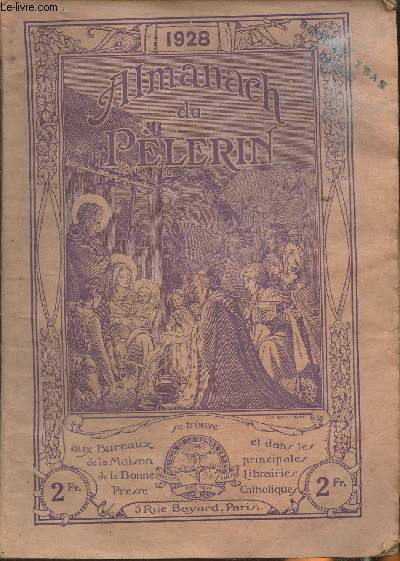 Le-livre.com
1928
Almanach
du
PÈLERIN
se trouve
aux Bureaux
de la Maison
de la Bonne
Presse
et dans les
principales
Librairies
Catholiques
2 Fr.
2 Fr.
5 Rue Bayard, Paris.